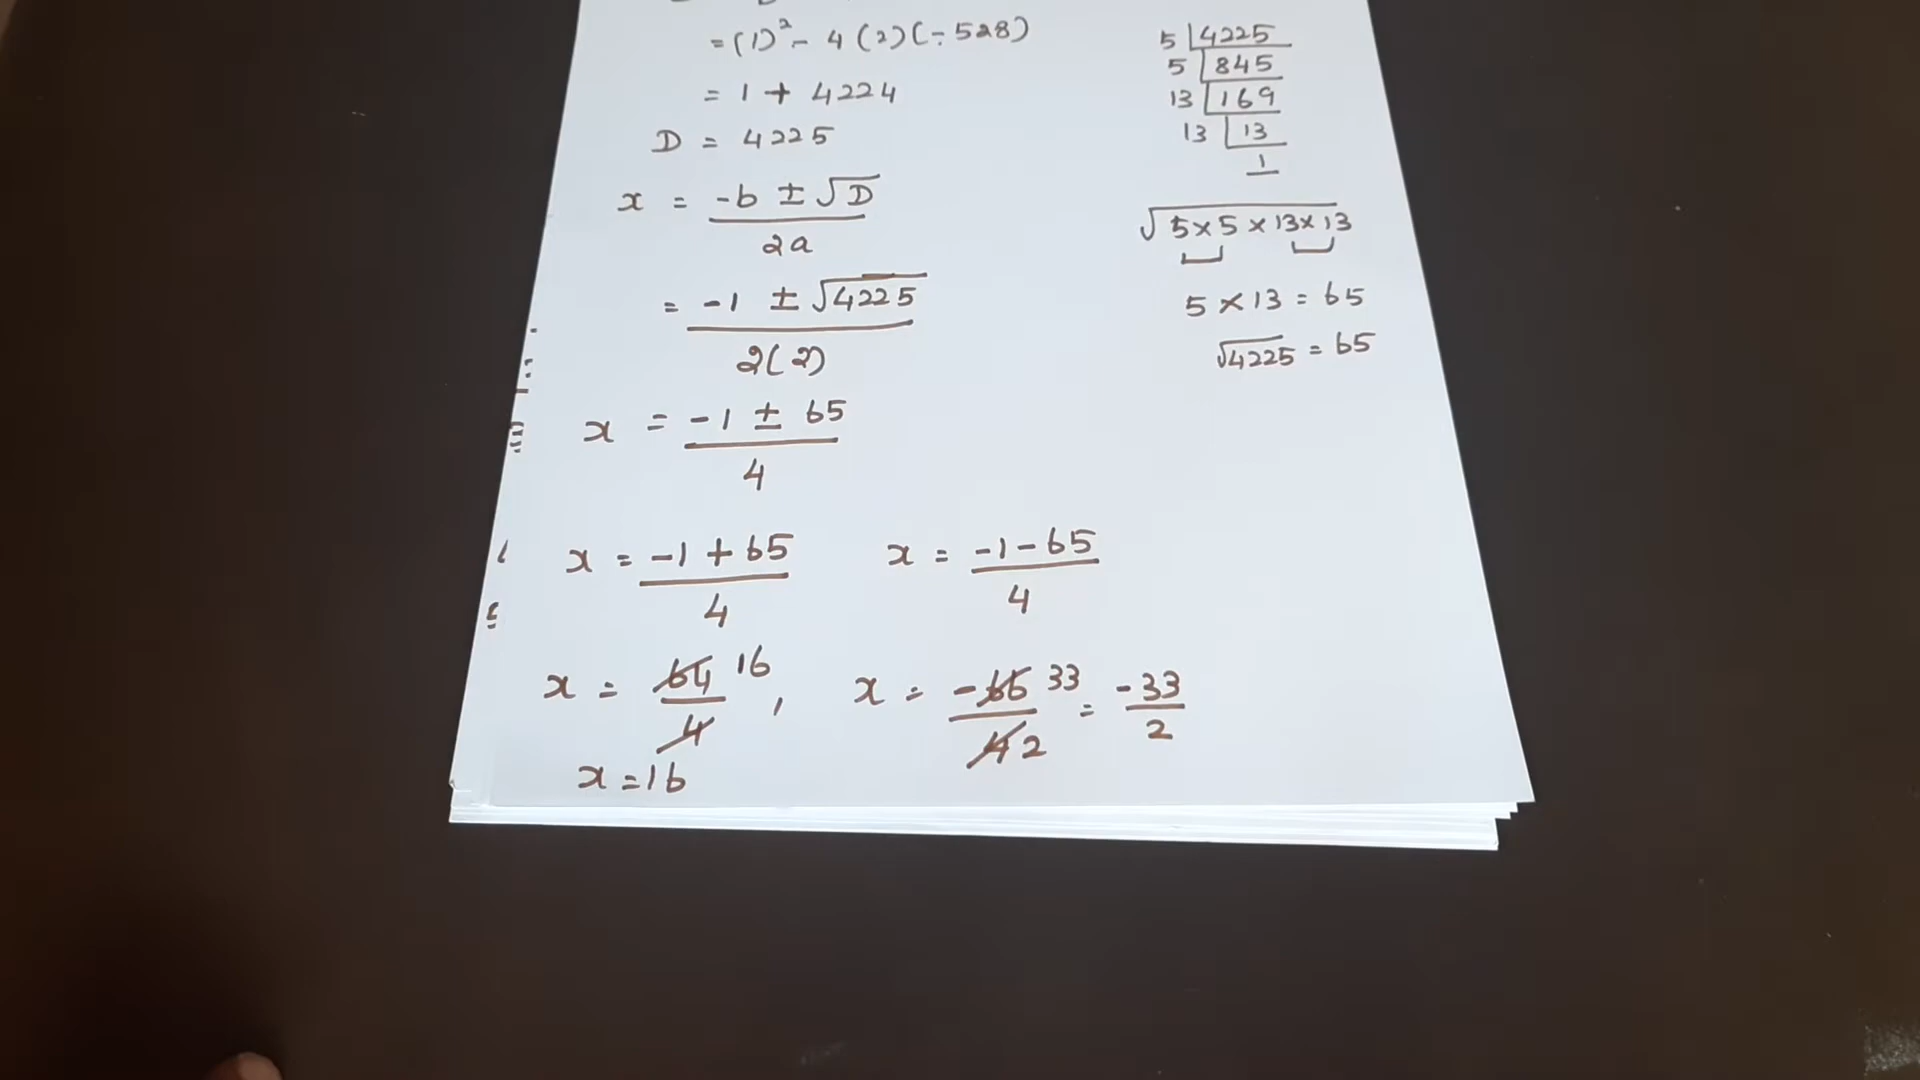 = (1)² - 4 (2) (-528)
= 1 + 4224
D = 4225
x = -b ± √D
2a
= -1 ± √4225
2(2)
x = -1 ± 65
4
x = -1 + 65
4
x = -1 - 65
4
x = 64 16
4 ,
x = 16
x = -66 33 = -33
4 2 2
5 | 4225
5 | 845
13 | 169
13 | 13
1
√5 × 5 × 13 × 13
5 × 13 = 65
√4225 = 65